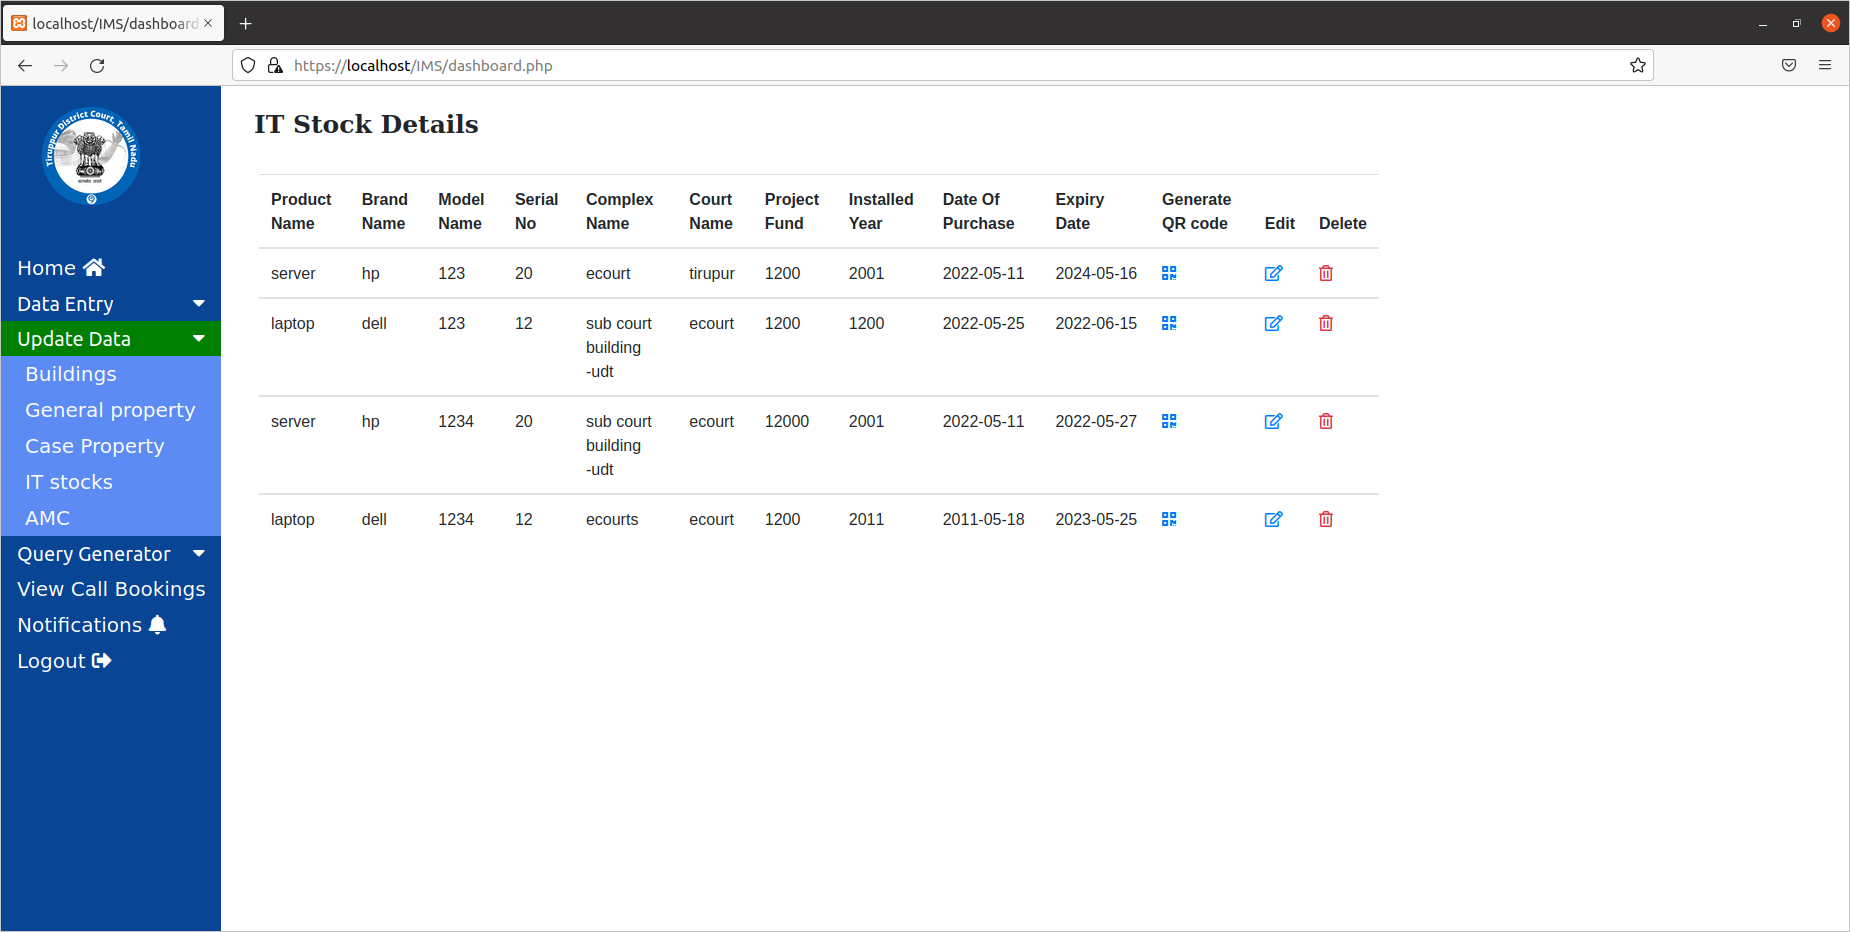 localhost/IMS/dashboard
https://localhost/IMS/dashboard.php
Tiruppur District Court, Tamil Nadu
Home
Data Entry
Update Data
Buildings
General property
Case Property
IT stocks
AMC
Query Generator
View Call Bookings
Notifications
Logout
IT Stock Details
Product Name Brand Name Model Name Serial No Complex Name Court Name Project Fund Installed Year Date Of Purchase Expiry Date Generate QR code Edit Delete
server hp 123 20 ecourt tirupur 1200 2001 2022-05-11 2024-05-16
laptop dell 123 12 sub court ecourt 1200 1200 2022-05-25 2022-06-15
building
-udt
server hp 1234 20 sub court ecourt 12000 2001 2022-05-11 2022-05-27
building
-udt
laptop dell 1234 12 ecourts ecourt 1200 2011 2011-05-18 2023-05-25